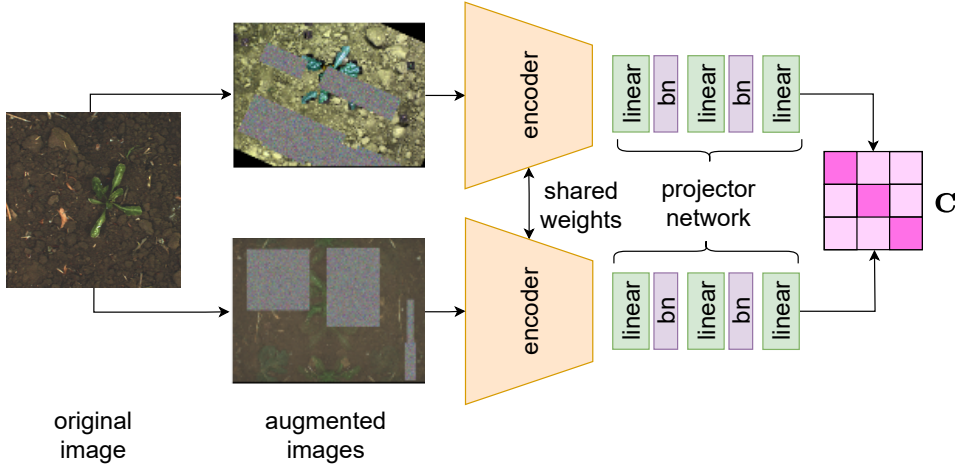 encoder
linear
bn
linear
bn
linear
shared
weights
projector
network
C
encoder
linear
bn
linear
bn
linear
original
image
augmented
images